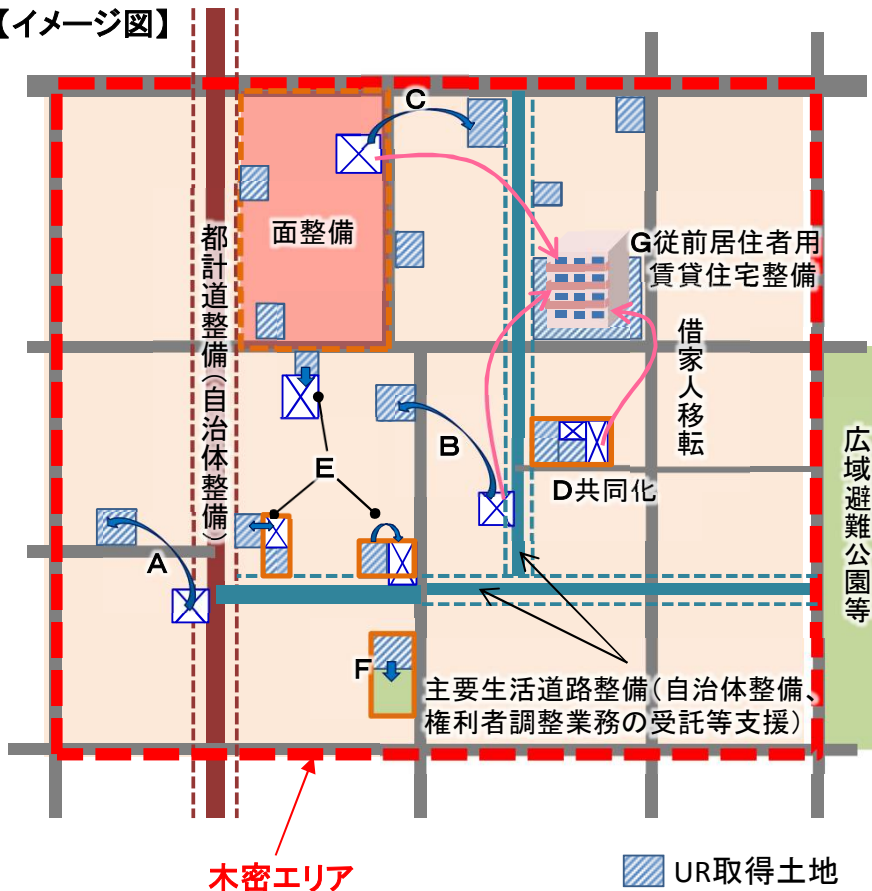 【イメージ図】
C
面整備
都計道整備(自治体整備)
G従前居住者用
賃貸住宅整備
借家人移転
広域避難公園等
B
E
D共同化
A
F
主要生活道路整備(自治体整備、
権利者調整業務の受託等支援)
木密エリア
UR取得土地